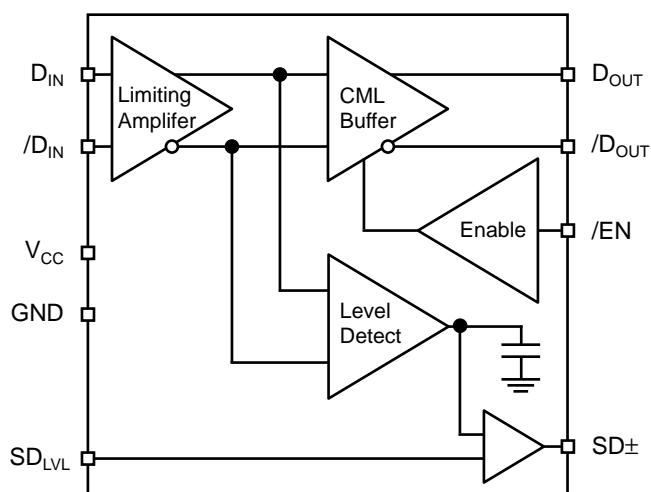 D_IN
Limiting
Amplifer
CML
Buffer
D_OUT
/D_IN
/D_OUT
Enable
/EN
V_CC
GND
Level
Detect
SD_LVL
SD±